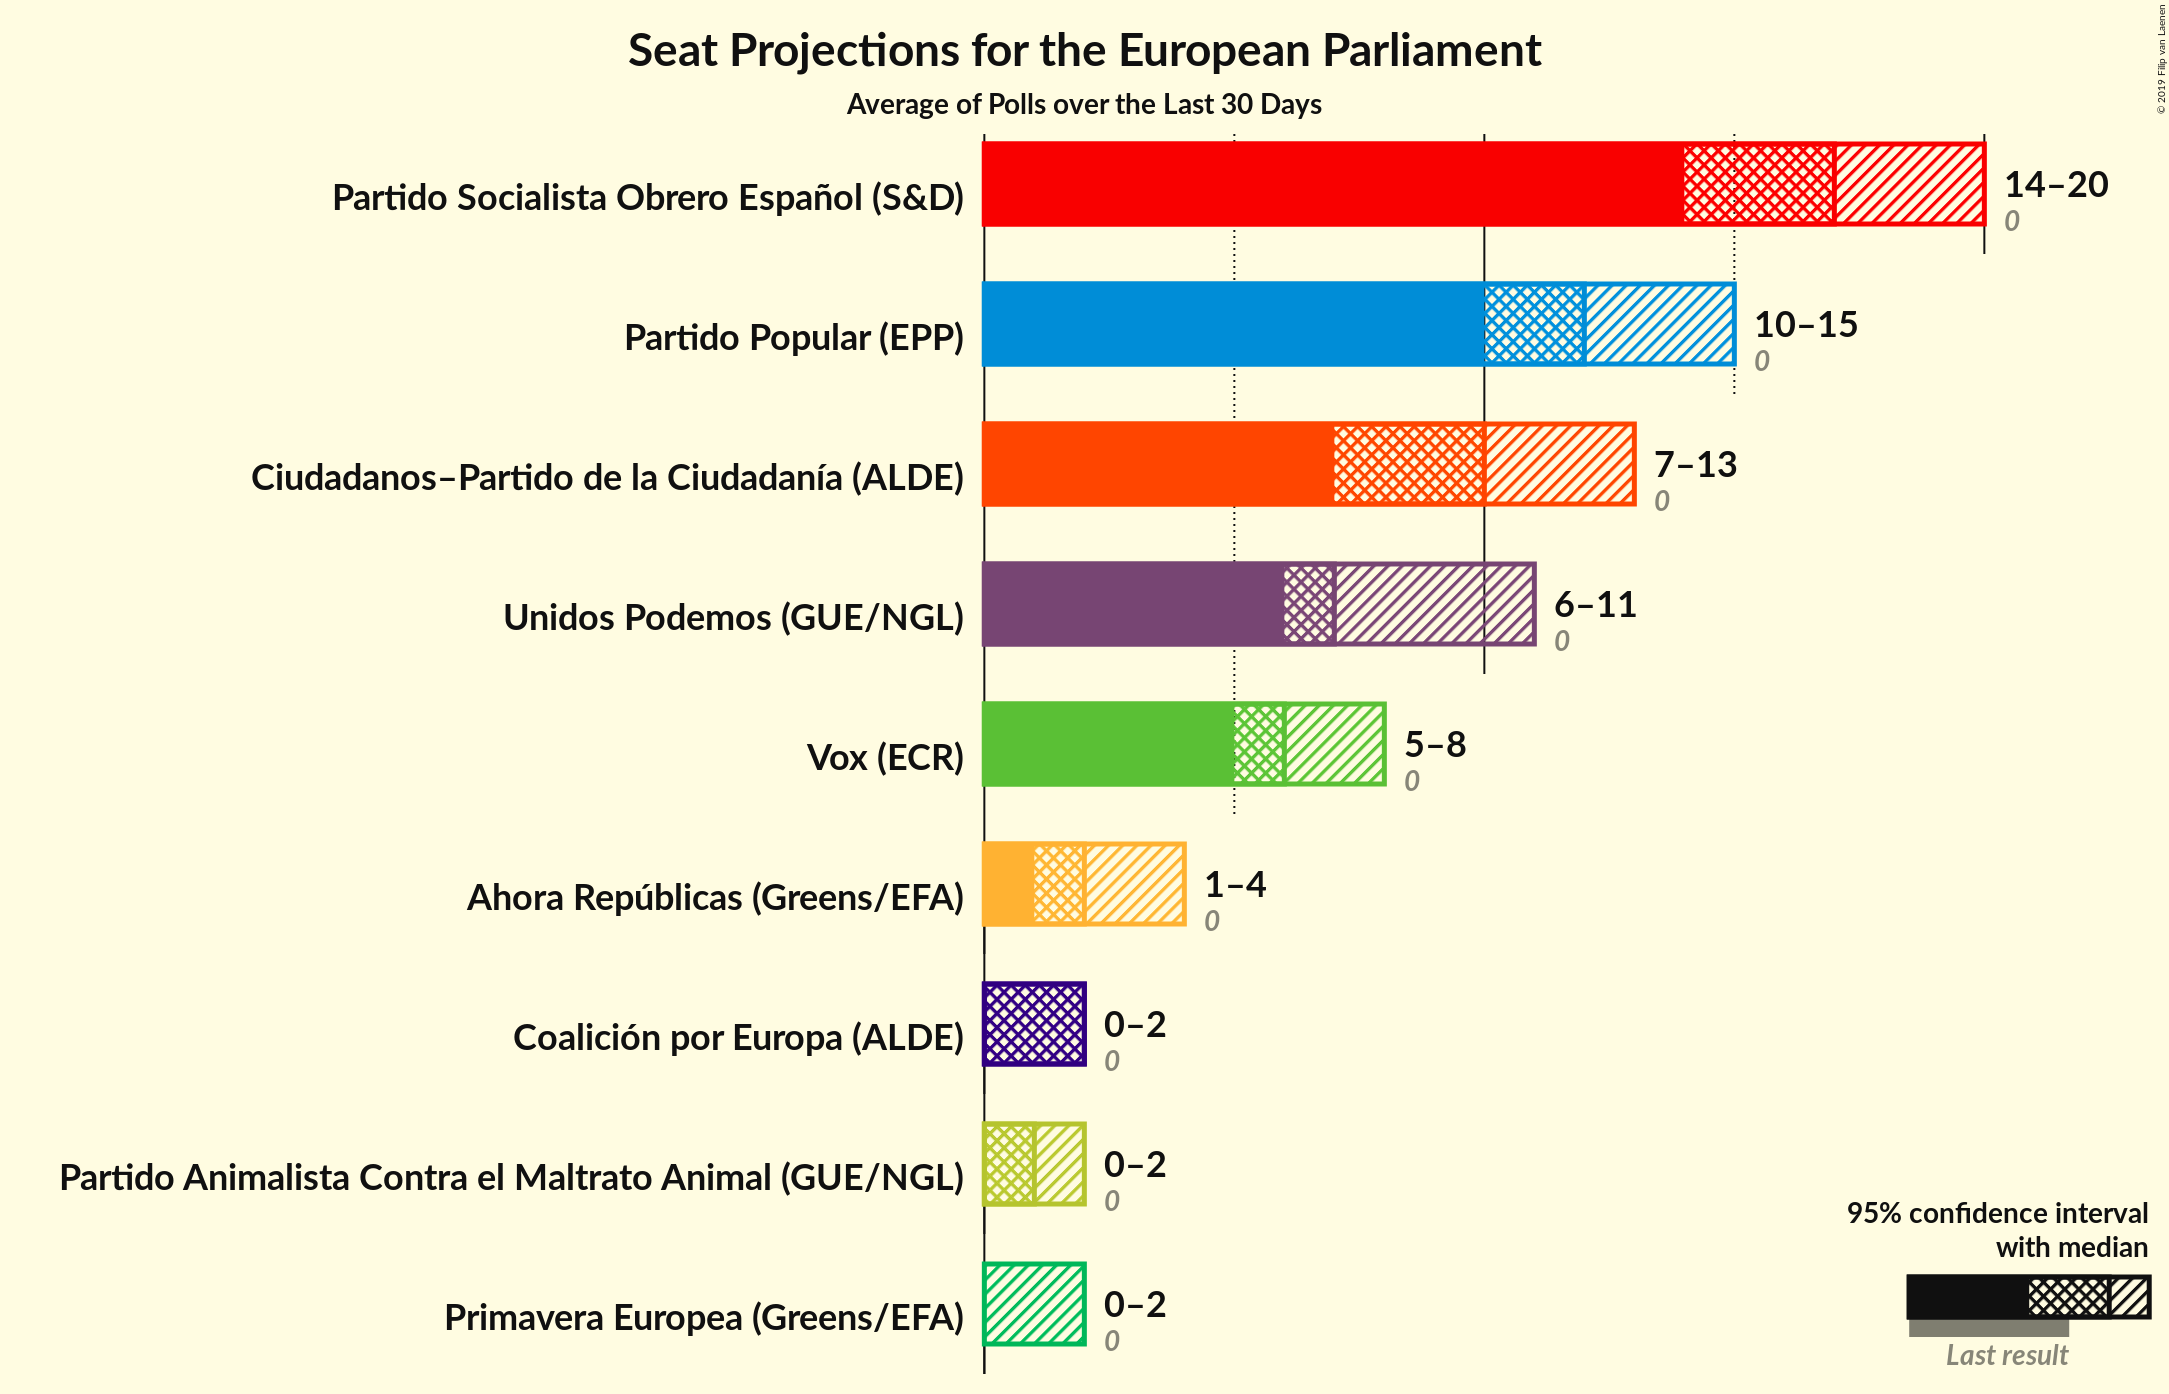 Seat Projections for the European Parliament
Average of Polls over the Last 30 Days
© 2019 Filip van Laenen
Partido Socialista Obrero Español (S&D)
14–20
0
Partido Popular (EPP)
10–15
0
Ciudadanos–Partido de la Ciudadanía (ALDE)
7–13
0
Unidos Podemos (GUE/NGL)
6–11
0
Vox (ECR)
5–8
0
Ahora Repúblicas (Greens/EFA)
1–4
0
Coalición por Europa (ALDE)
0–2
0
Partido Animalista Contra el Maltrato Animal (GUE/NGL)
0–2
0
Primavera Europea (Greens/EFA)
0–2
0
95% confidence interval
with median
Last result